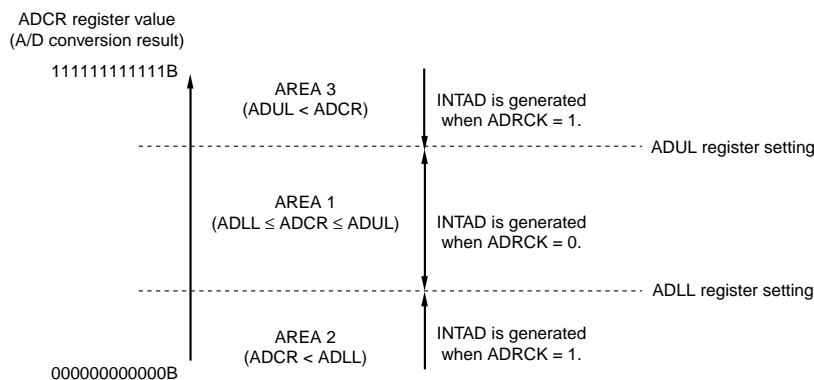 ADCR register value
(A/D conversion result)
111111111111B
AREA 3
(ADUL < ADCR)
INTAD is generated
when ADRCK = 1.
ADUL register setting
AREA 1
(ADLL ≤ ADCR ≤ ADUL)
INTAD is generated
when ADRCK = 0.
ADLL register setting
AREA 2
(ADCR < ADLL)
INTAD is generated
when ADRCK = 1.
000000000000B